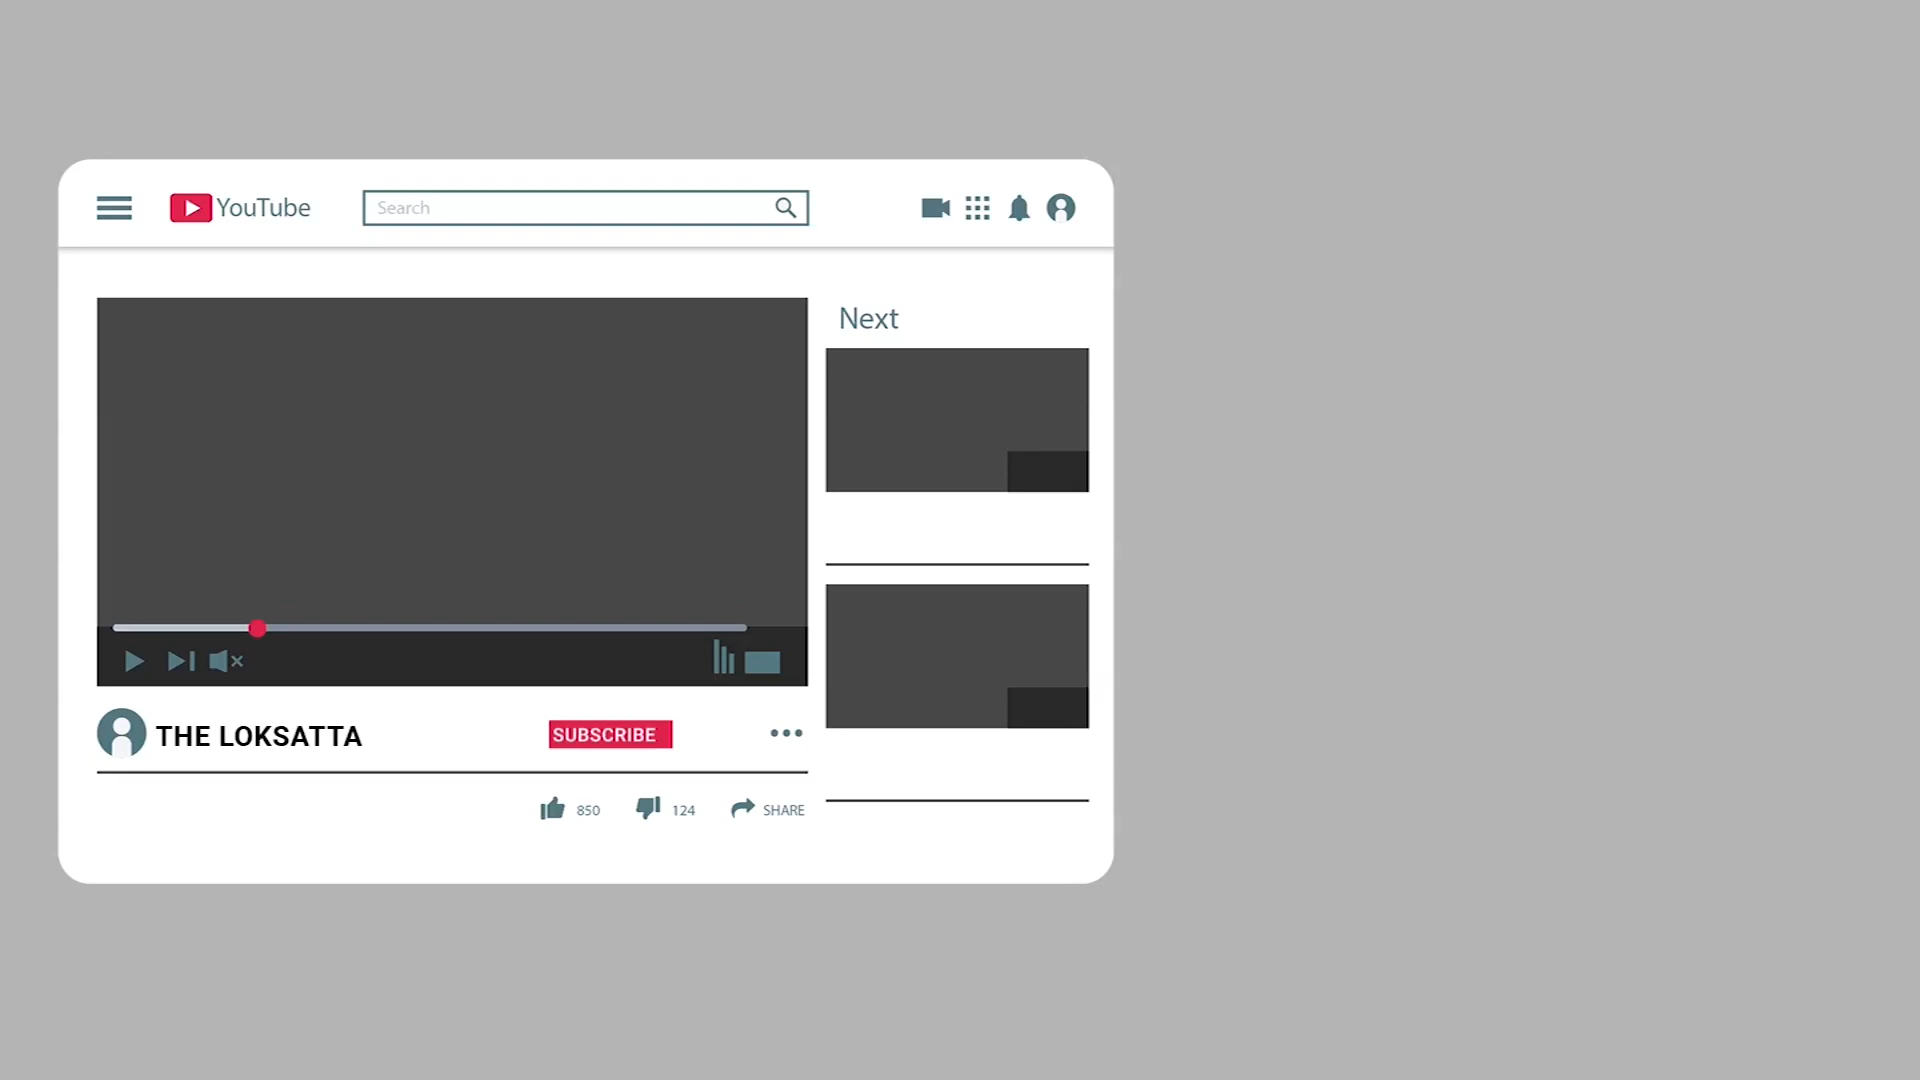 YouTube
Search
Next
THE LOKSATTA
SUBSCRIBE
850
124
SHARE